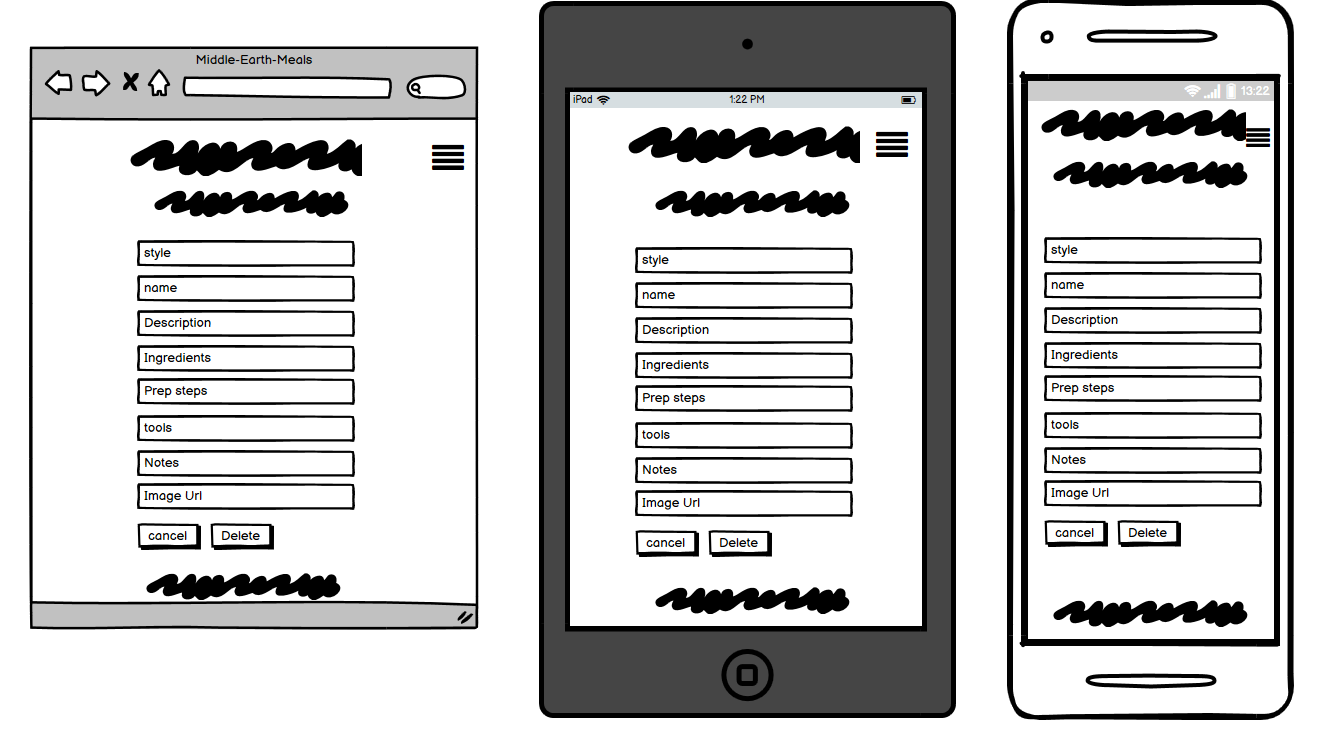 Middle-Earth-Meals
style
name
Description
Ingredients
Prep steps
tools
Notes
Image Url
cancel Delete
iPad 1:22 PM
style
name
Description
Ingredients
Prep steps
tools
Notes
Image Url
cancel Delete
13:22
style
name
Description
Ingredients
Prep steps
tools
Notes
Image Url
cancel Delete